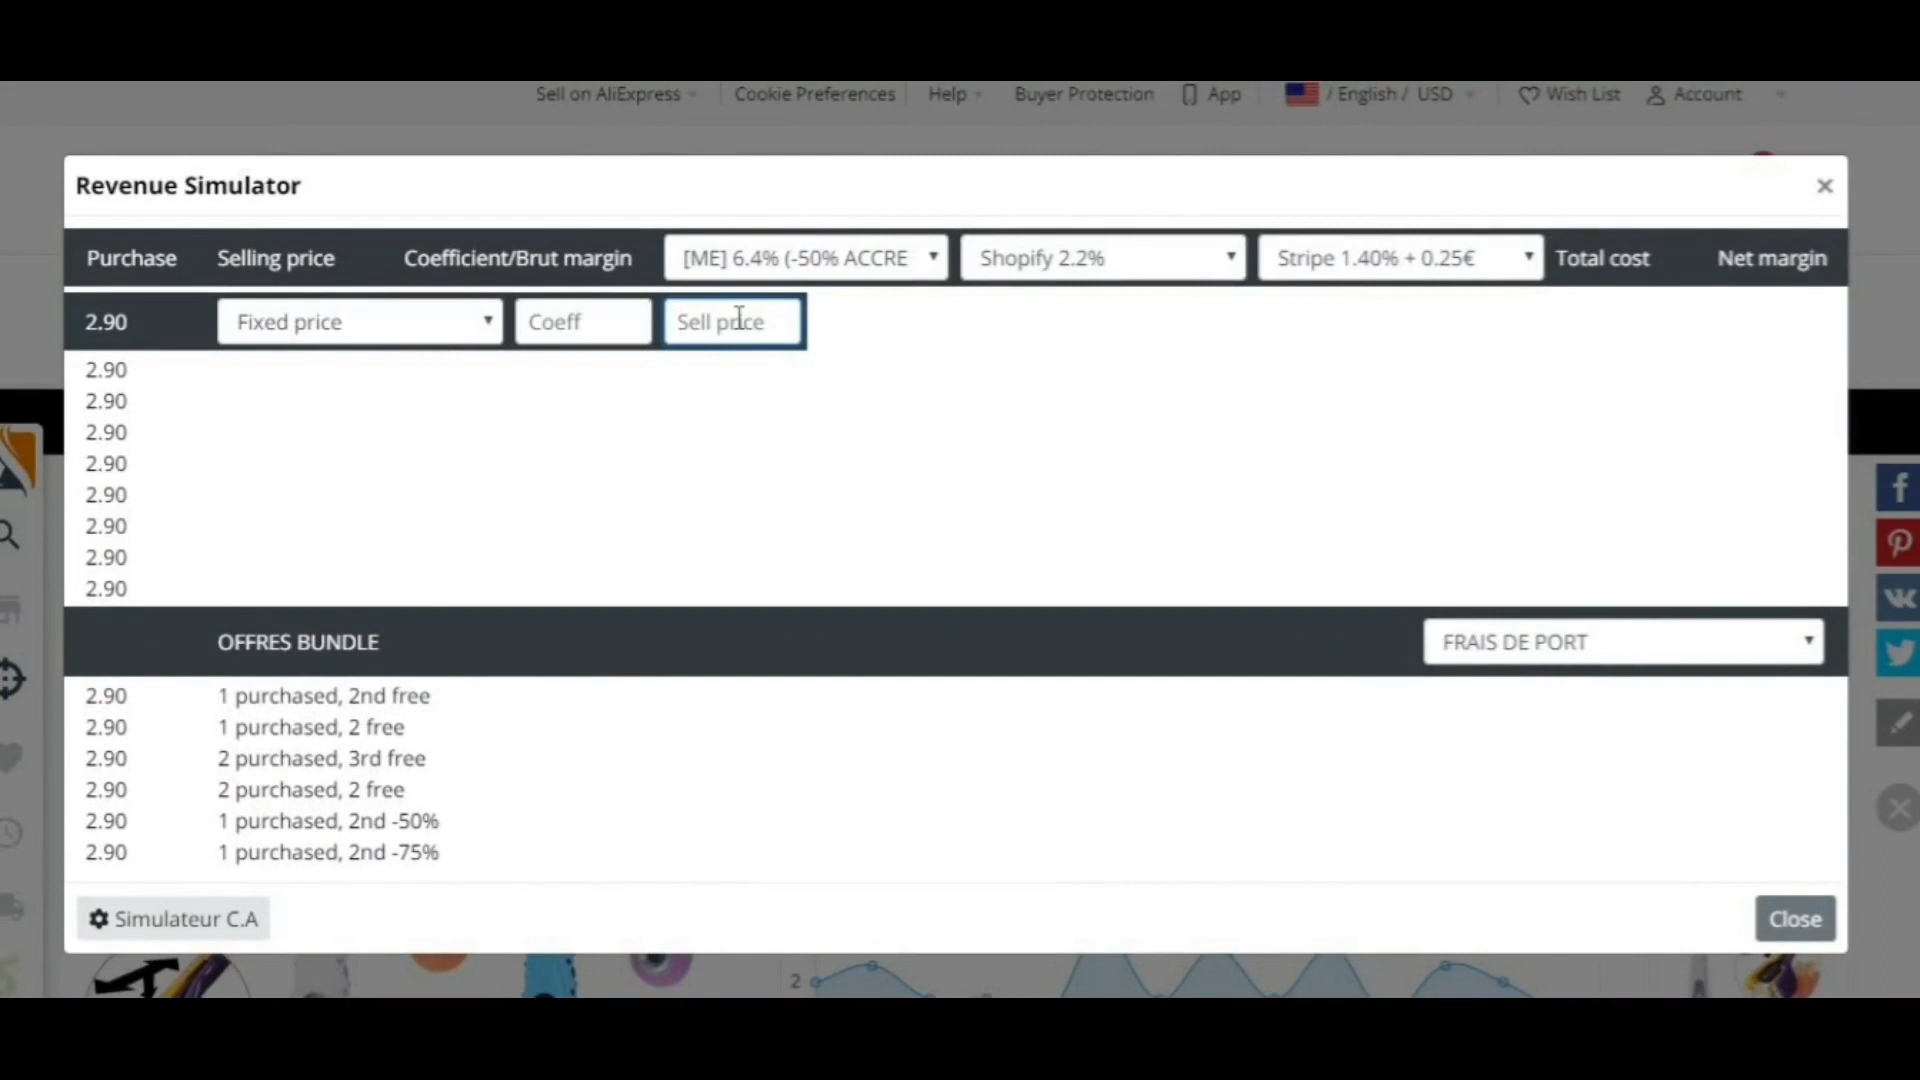 Sell on AliExpress Cookie Preferences Help Buyer Protection App / English / USD Wish List Account
Revenue Simulator ×
Purchase Selling price Coefficient/Brut margin [ME] 6.4% (-50% ACCRE Shopify 2.2% Stripe 1.40% + 0.25€ Total cost Net margin
2.90 Fixed price Coeff Sell price
2.90
2.90
2.90
2.90
2.90
2.90
2.90
2.90
OFFRES BUNDLE FRAIS DE PORT
2.90 1 purchased, 2nd free
2.90 1 purchased, 2 free
2.90 2 purchased, 3rd free
2.90 2 purchased, 2 free
2.90 1 purchased, 2nd -50%
2.90 1 purchased, 2nd -75%
Simulateur C.A Close
2